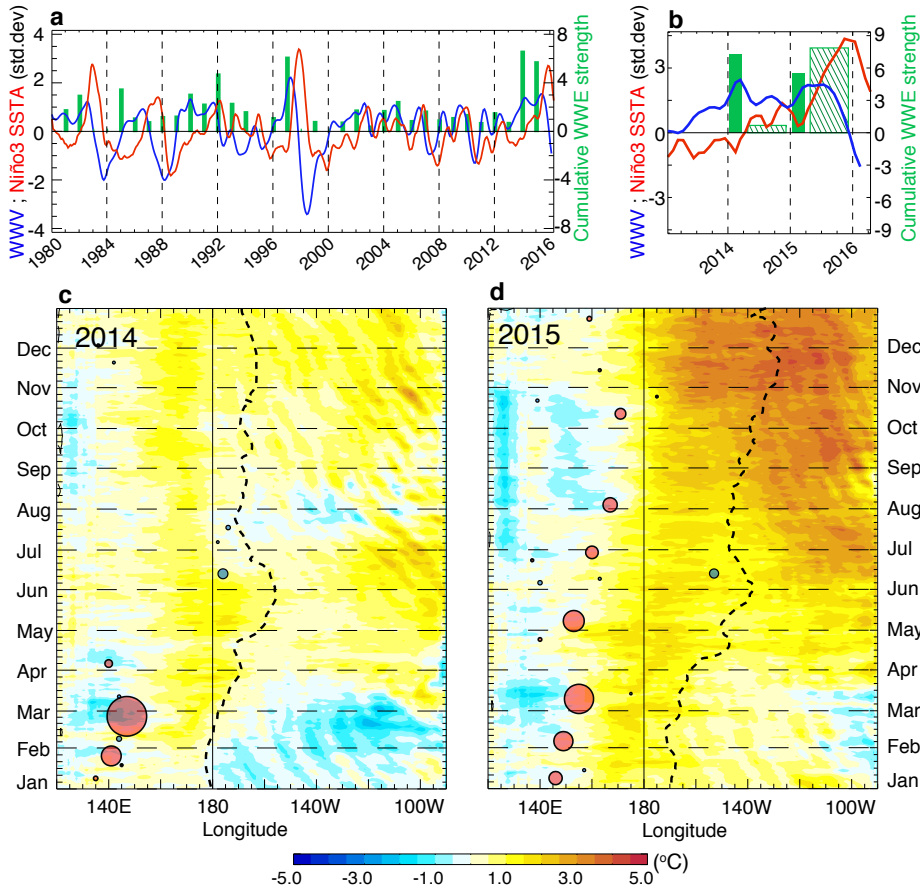 a
WWV ; Niño3 SSTA (std.dev)
4
2
0
-2
-4
8
4
0
-4
-8
Cumulative WWE strength
1980
1984
1988
1992
1996
2000
2004
2008
2012
2016
b
WWV ; Niño3 SSTA (std.dev)
3
0
-3
9
6
3
0
-3
-6
-9
Cumulative WWE strength
2014
2015
2016
c
2014
Dec
Nov
Oct
Sep
Aug
Jul
Jun
May
Apr
Mar
Feb
Jan
140E
180
140W
100W
Longitude
d
2015
Dec
Nov
Oct
Sep
Aug
Jul
Jun
May
Apr
Mar
Feb
Jan
140E
180
140W
100W
Longitude
-5.0
-3.0
-1.0
1.0
3.0
5.0
(°C)